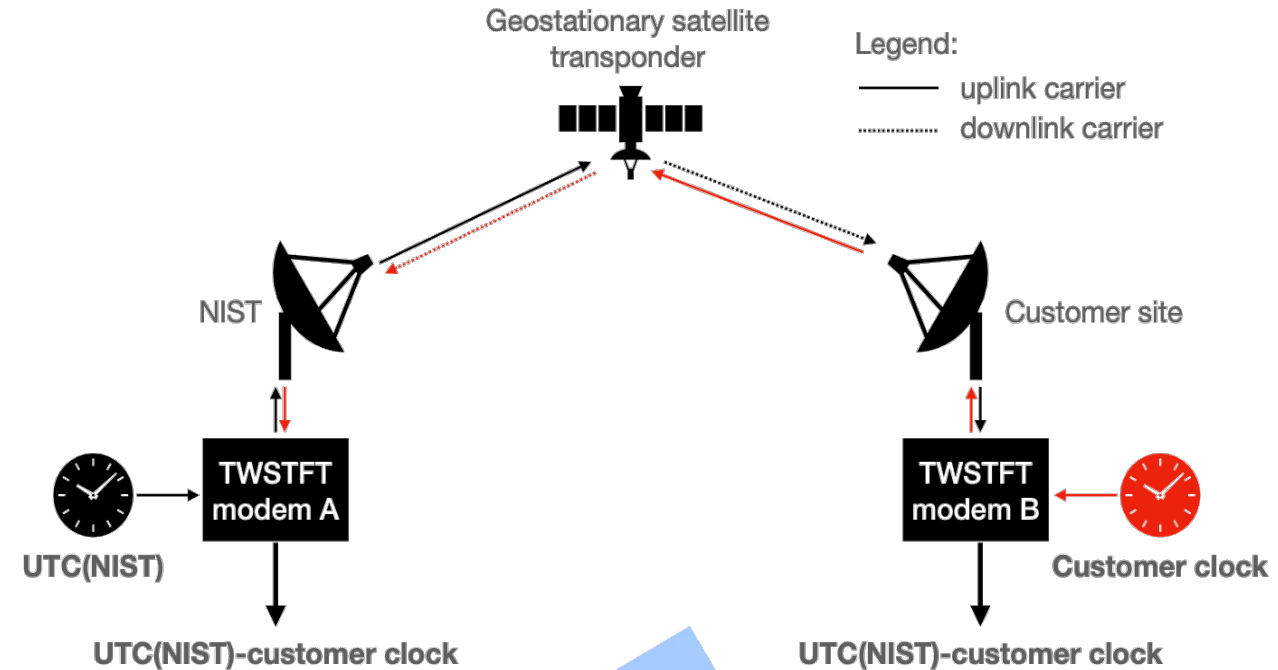 Geostationary satellite
transponder
Legend:
uplink carrier
downlink carrier
NIST
Customer site
TWSTFT
modem A
TWSTFT
modem B
UTC(NIST)
Customer clock
UTC(NIST)-customer clock
UTC(NIST)-customer clock